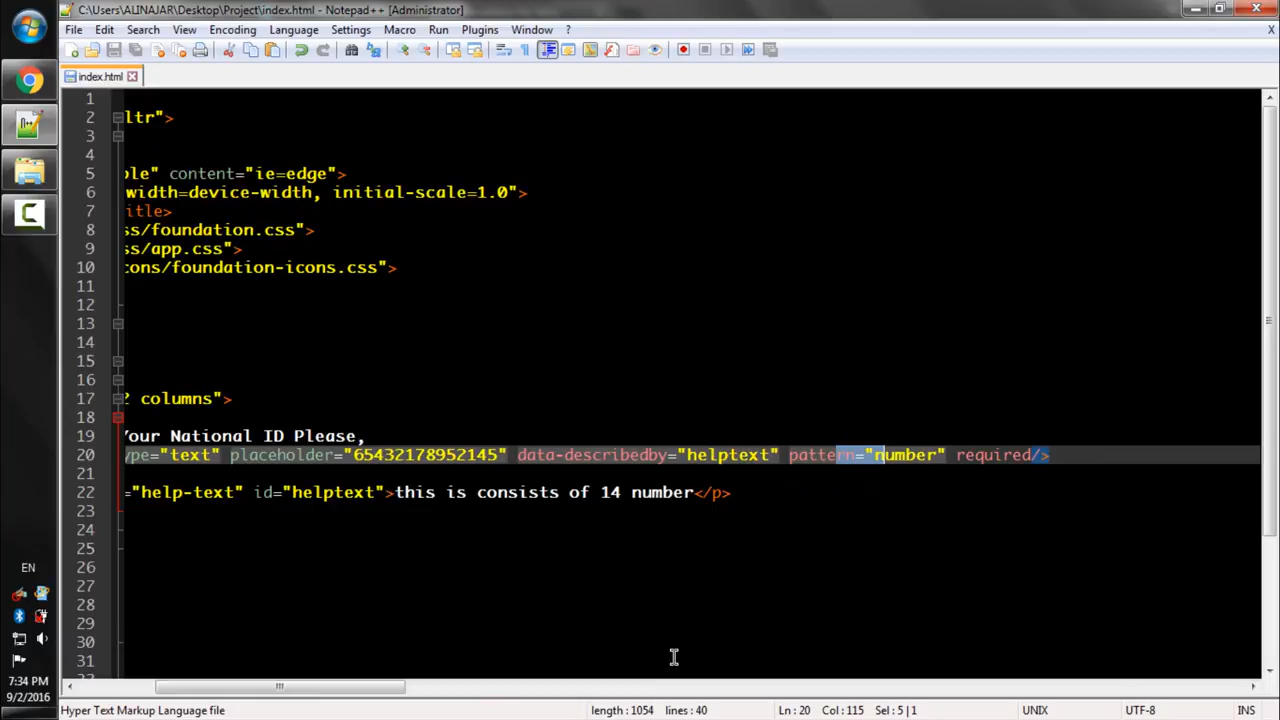 C:\Users\ALINAJAR\Desktop\Project\index.html - Notepad++ [Administrator]
File Edit Search View Encoding Language Settings Macro Run Plugins Window ?
index.html
1
2 ltr">
3
4
5 ble" content="ie=edge">
6 width=device-width, initial-scale=1.0">
7 itle>
8 ss/foundation.css">
9 ss/app.css">
10 cons/foundation-icons.css">
11
12
13
14
15
16
17 2 columns">
18
19 Your National ID Please,
20 ype="text" placeholder="65432178952145" data-describedby="helptext" pattern="number" required/>
21
22 ="help-text" id="helptext">this is consists of 14 number</p>
23
24
25
26
27
28
29
30
31
EN
7:34 PM
9/2/2016
Hyper Text Markup Language file length : 1054 lines : 40 Ln : 20 Col : 115 Sel : 5 | 1 UNIX UTF-8 INS